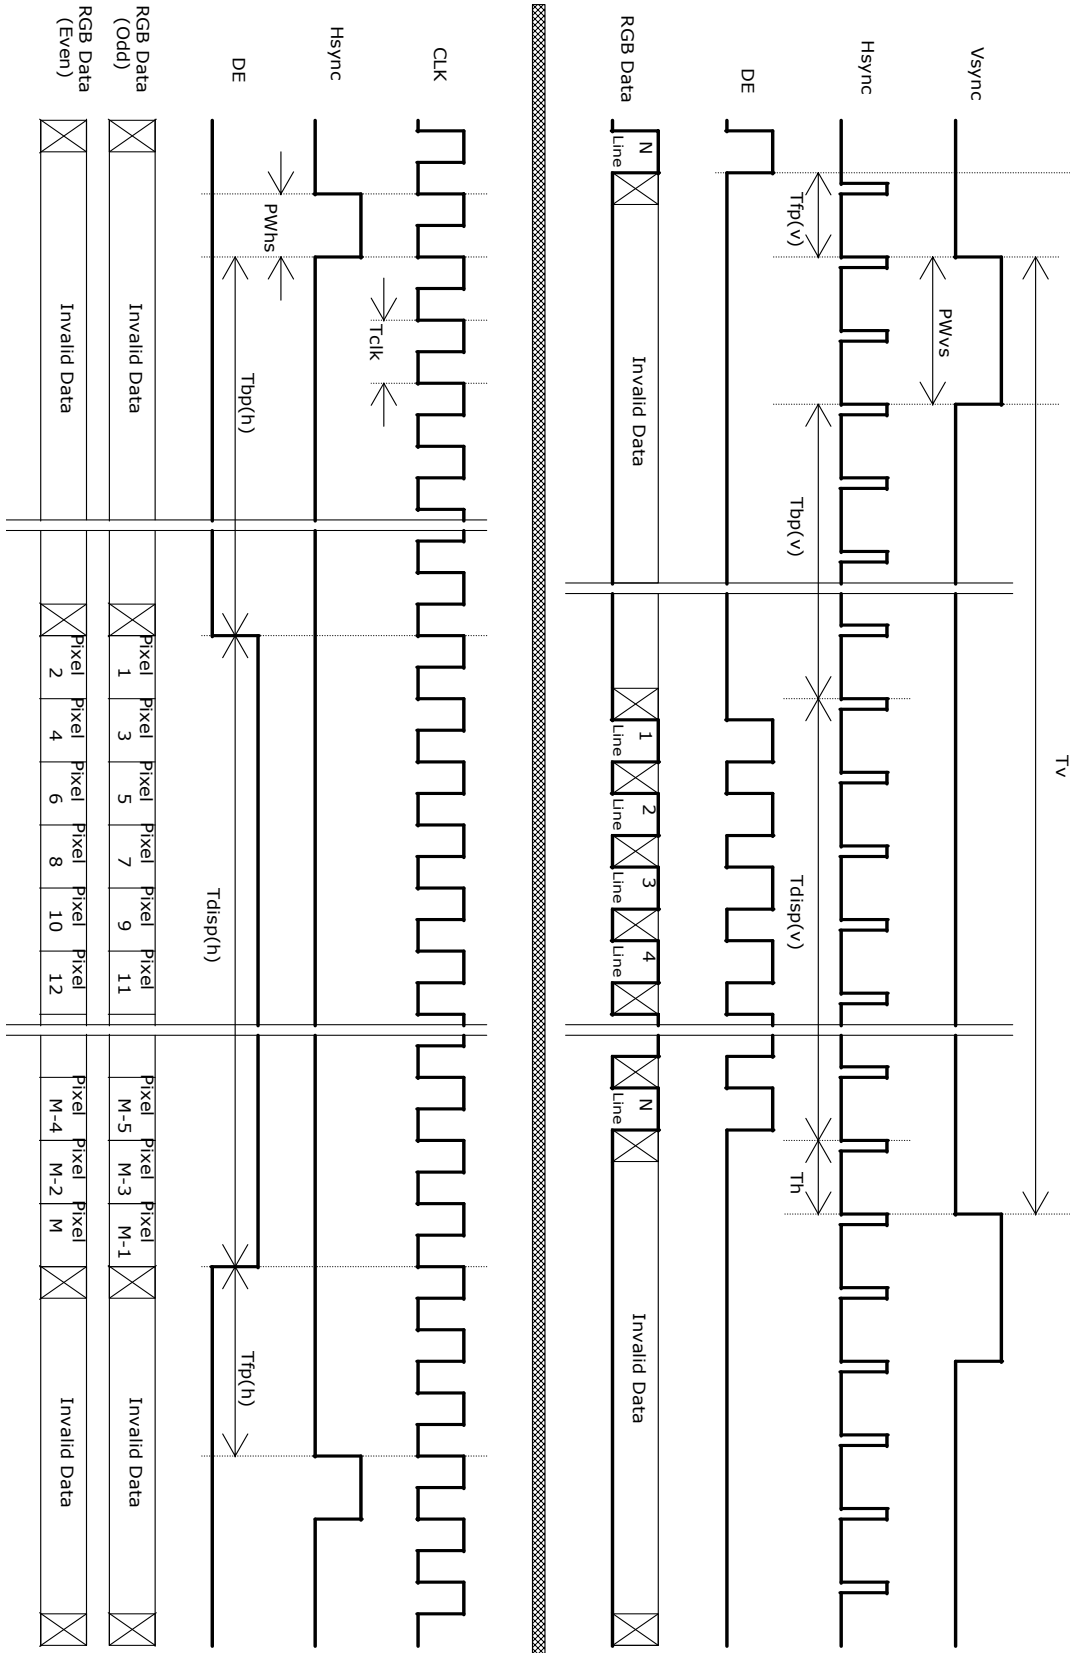 Tv
Vsync
PWvs
Hsync
Tfp(v)
Tbp(v)
Tdisp(v)
Th
DE
RGB Data
Line N
Invalid Data
Line 1
Line 2
Line 3
Line 4
Line N
Invalid Data
CLK
Tclk
Hsync
PWhs
DE
Tbp(h)
Tdisp(h)
Tfp(h)
RGB Data
(Odd)
Invalid Data
Pixel 1
Pixel 3
Pixel 5
Pixel 7
Pixel 9
Pixel 11
Pixel M-5
Pixel M-3
Pixel M-1
Invalid Data
RGB Data
(Even)
Invalid Data
Pixel 2
Pixel 4
Pixel 6
Pixel 8
Pixel 10
Pixel 12
Pixel M-4
Pixel M-2
Pixel M
Invalid Data